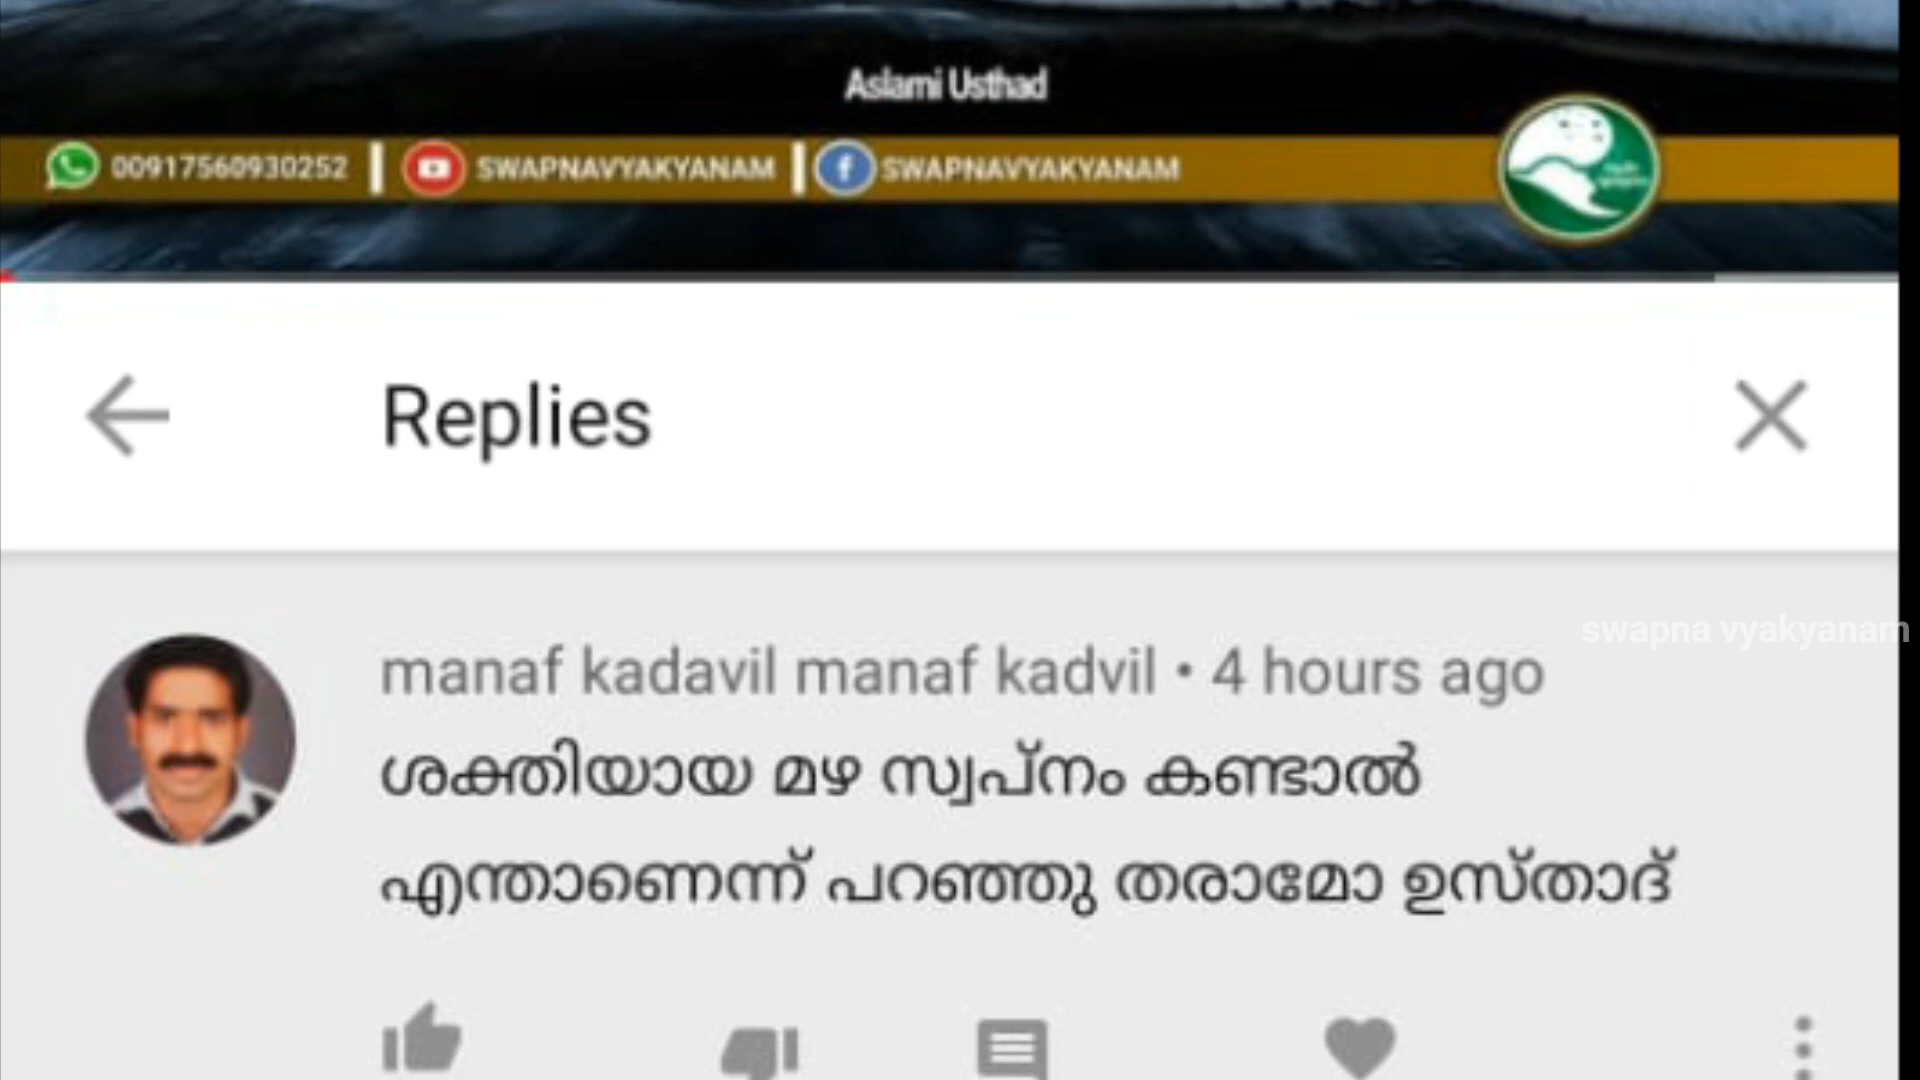 Aslami Usthad
00917560930252 | SWAPNAVYAKYANAM | SWAPNAVYAKYANAM
Replies
swapna vyakyanam
manaf kadavil manaf kadvil • 4 hours ago
ശക്തിയായ മഴ സ്വപ്നം കണ്ടാൽ
എന്താണെന്ന് പറഞ്ഞു തരാമോ ഉസ്താദ്